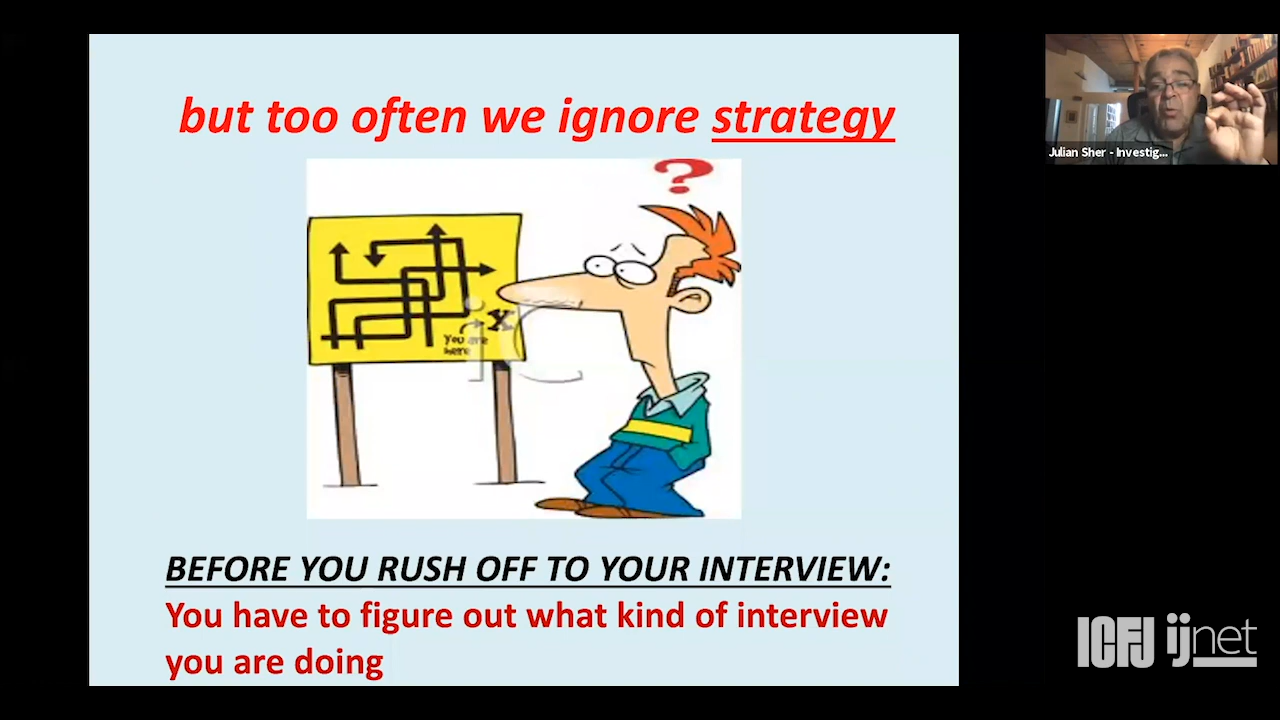 but too often we ignore strategy
?
You are
here
X
BEFORE YOU RUSH OFF TO YOUR INTERVIEW:
You have to figure out what kind of interview
you are doing
Julian Sher - Investig...
ICFJ ijnet